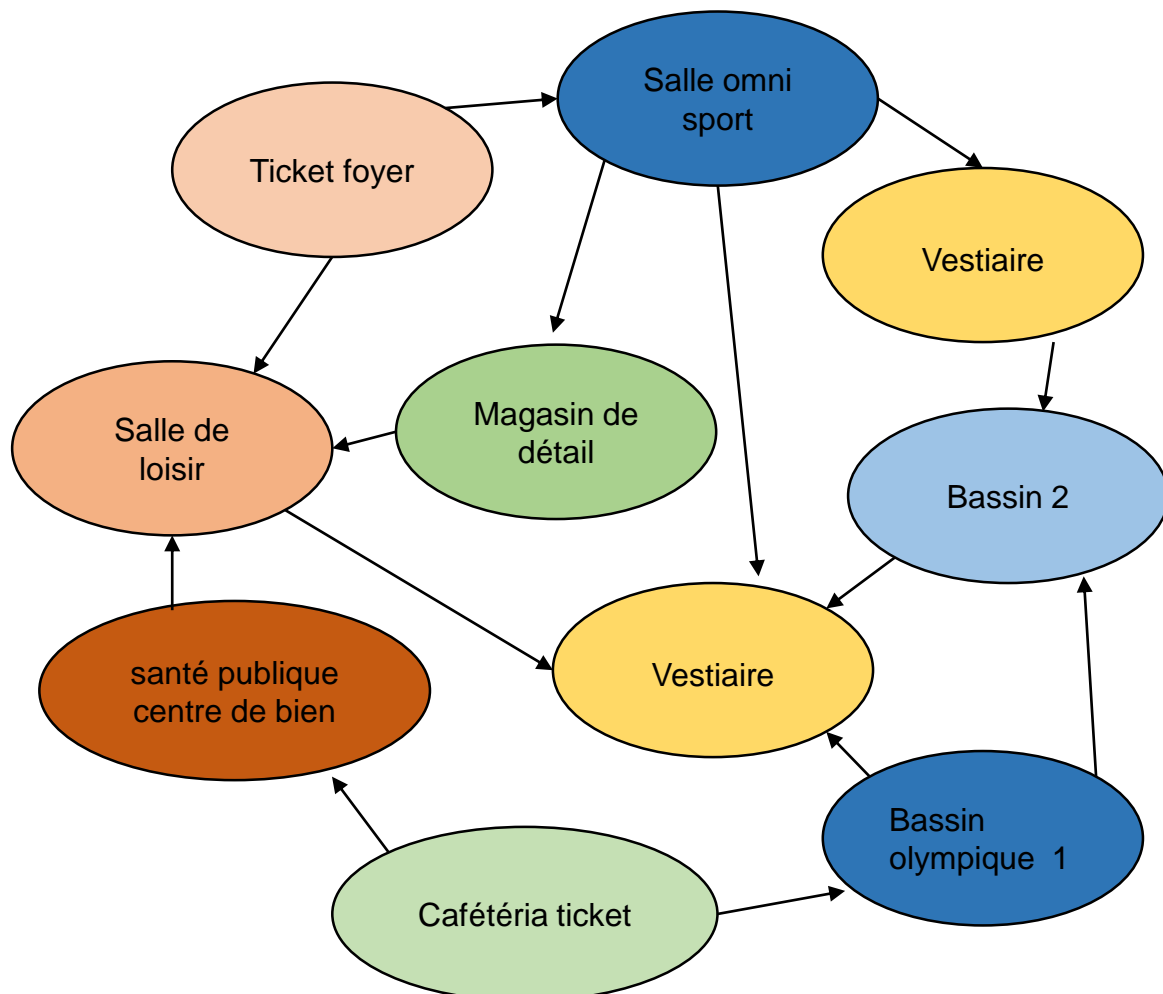 Salle omni
sport
Ticket foyer
Vestiaire
Salle de
loisir
Magasin de
détail
Bassin 2
santé publique
centre de bien
Vestiaire
Bassin
olympique  1
Cafétéria ticket